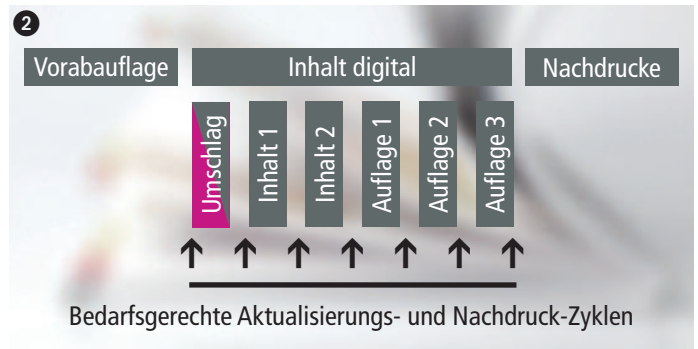 2
Vorabauflage
Inhalt digital
Nachdrucke
Umschlag
Inhalt 1
Inhalt 2
Auflage 1
Auflage 2
Auflage 3
Bedarfsgerechte Aktualisierungs- und Nachdruck-Zyklen